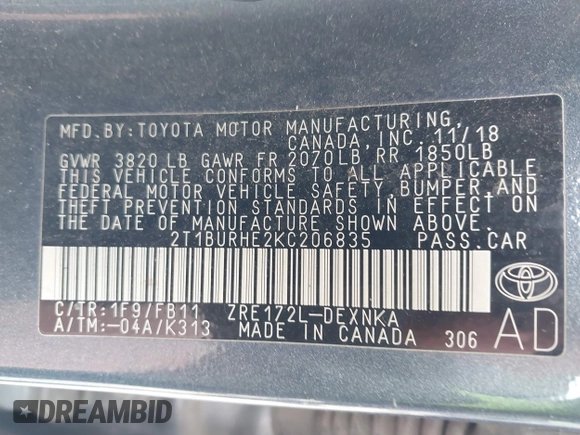 MFD.BY:TOYOTA MOTOR MANUFACTURING,
CANADA, INC. 11/18
GVWR 3820 LB GAWR FR 2070LB RR 1850LB
THIS VEHICLE CONFORMS TO ALL APPLICABLE
FEDERAL MOTOR VEHICLE SAFETY, BUMPER, AND
THEFT PREVENTION STANDARDS IN EFFECT ON
THE DATE OF MANUFACTURE SHOWN ABOVE.
2T1BURHE2KC206835 PASS.CAR
C/TR:1F9/FB11 ZRE172L-DEXNKA
A/TM:-04A/K313 MADE IN CANADA 306 AD
DREAMBID